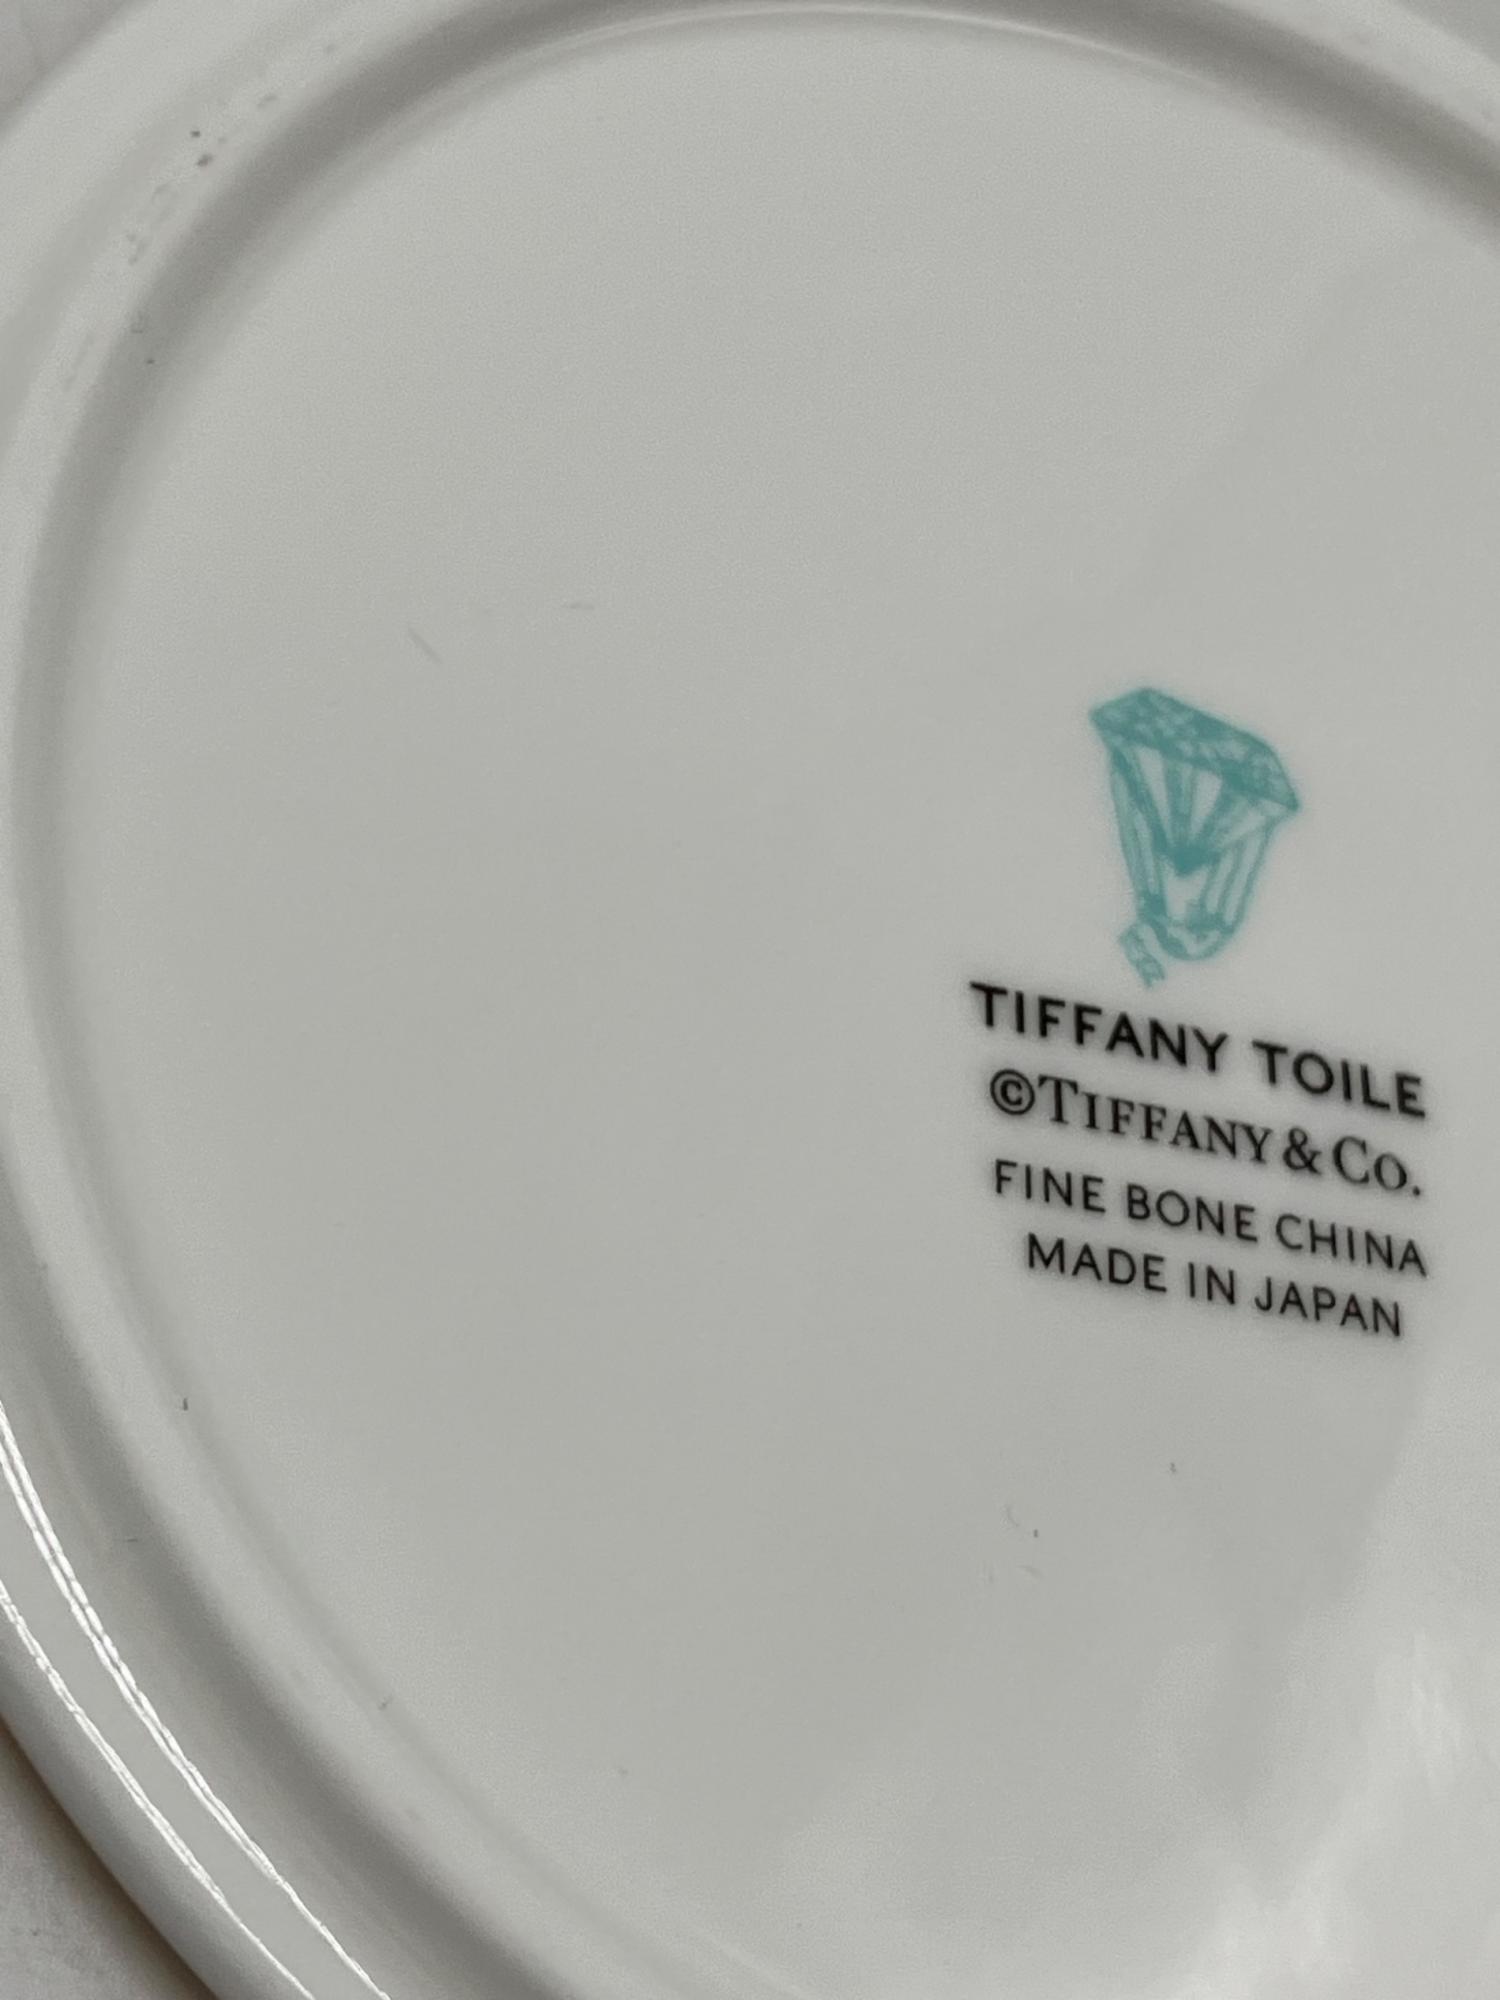 TIFFANY TOILE
©TIFFANY & CO.
FINE BONE CHINA
MADE IN JAPAN